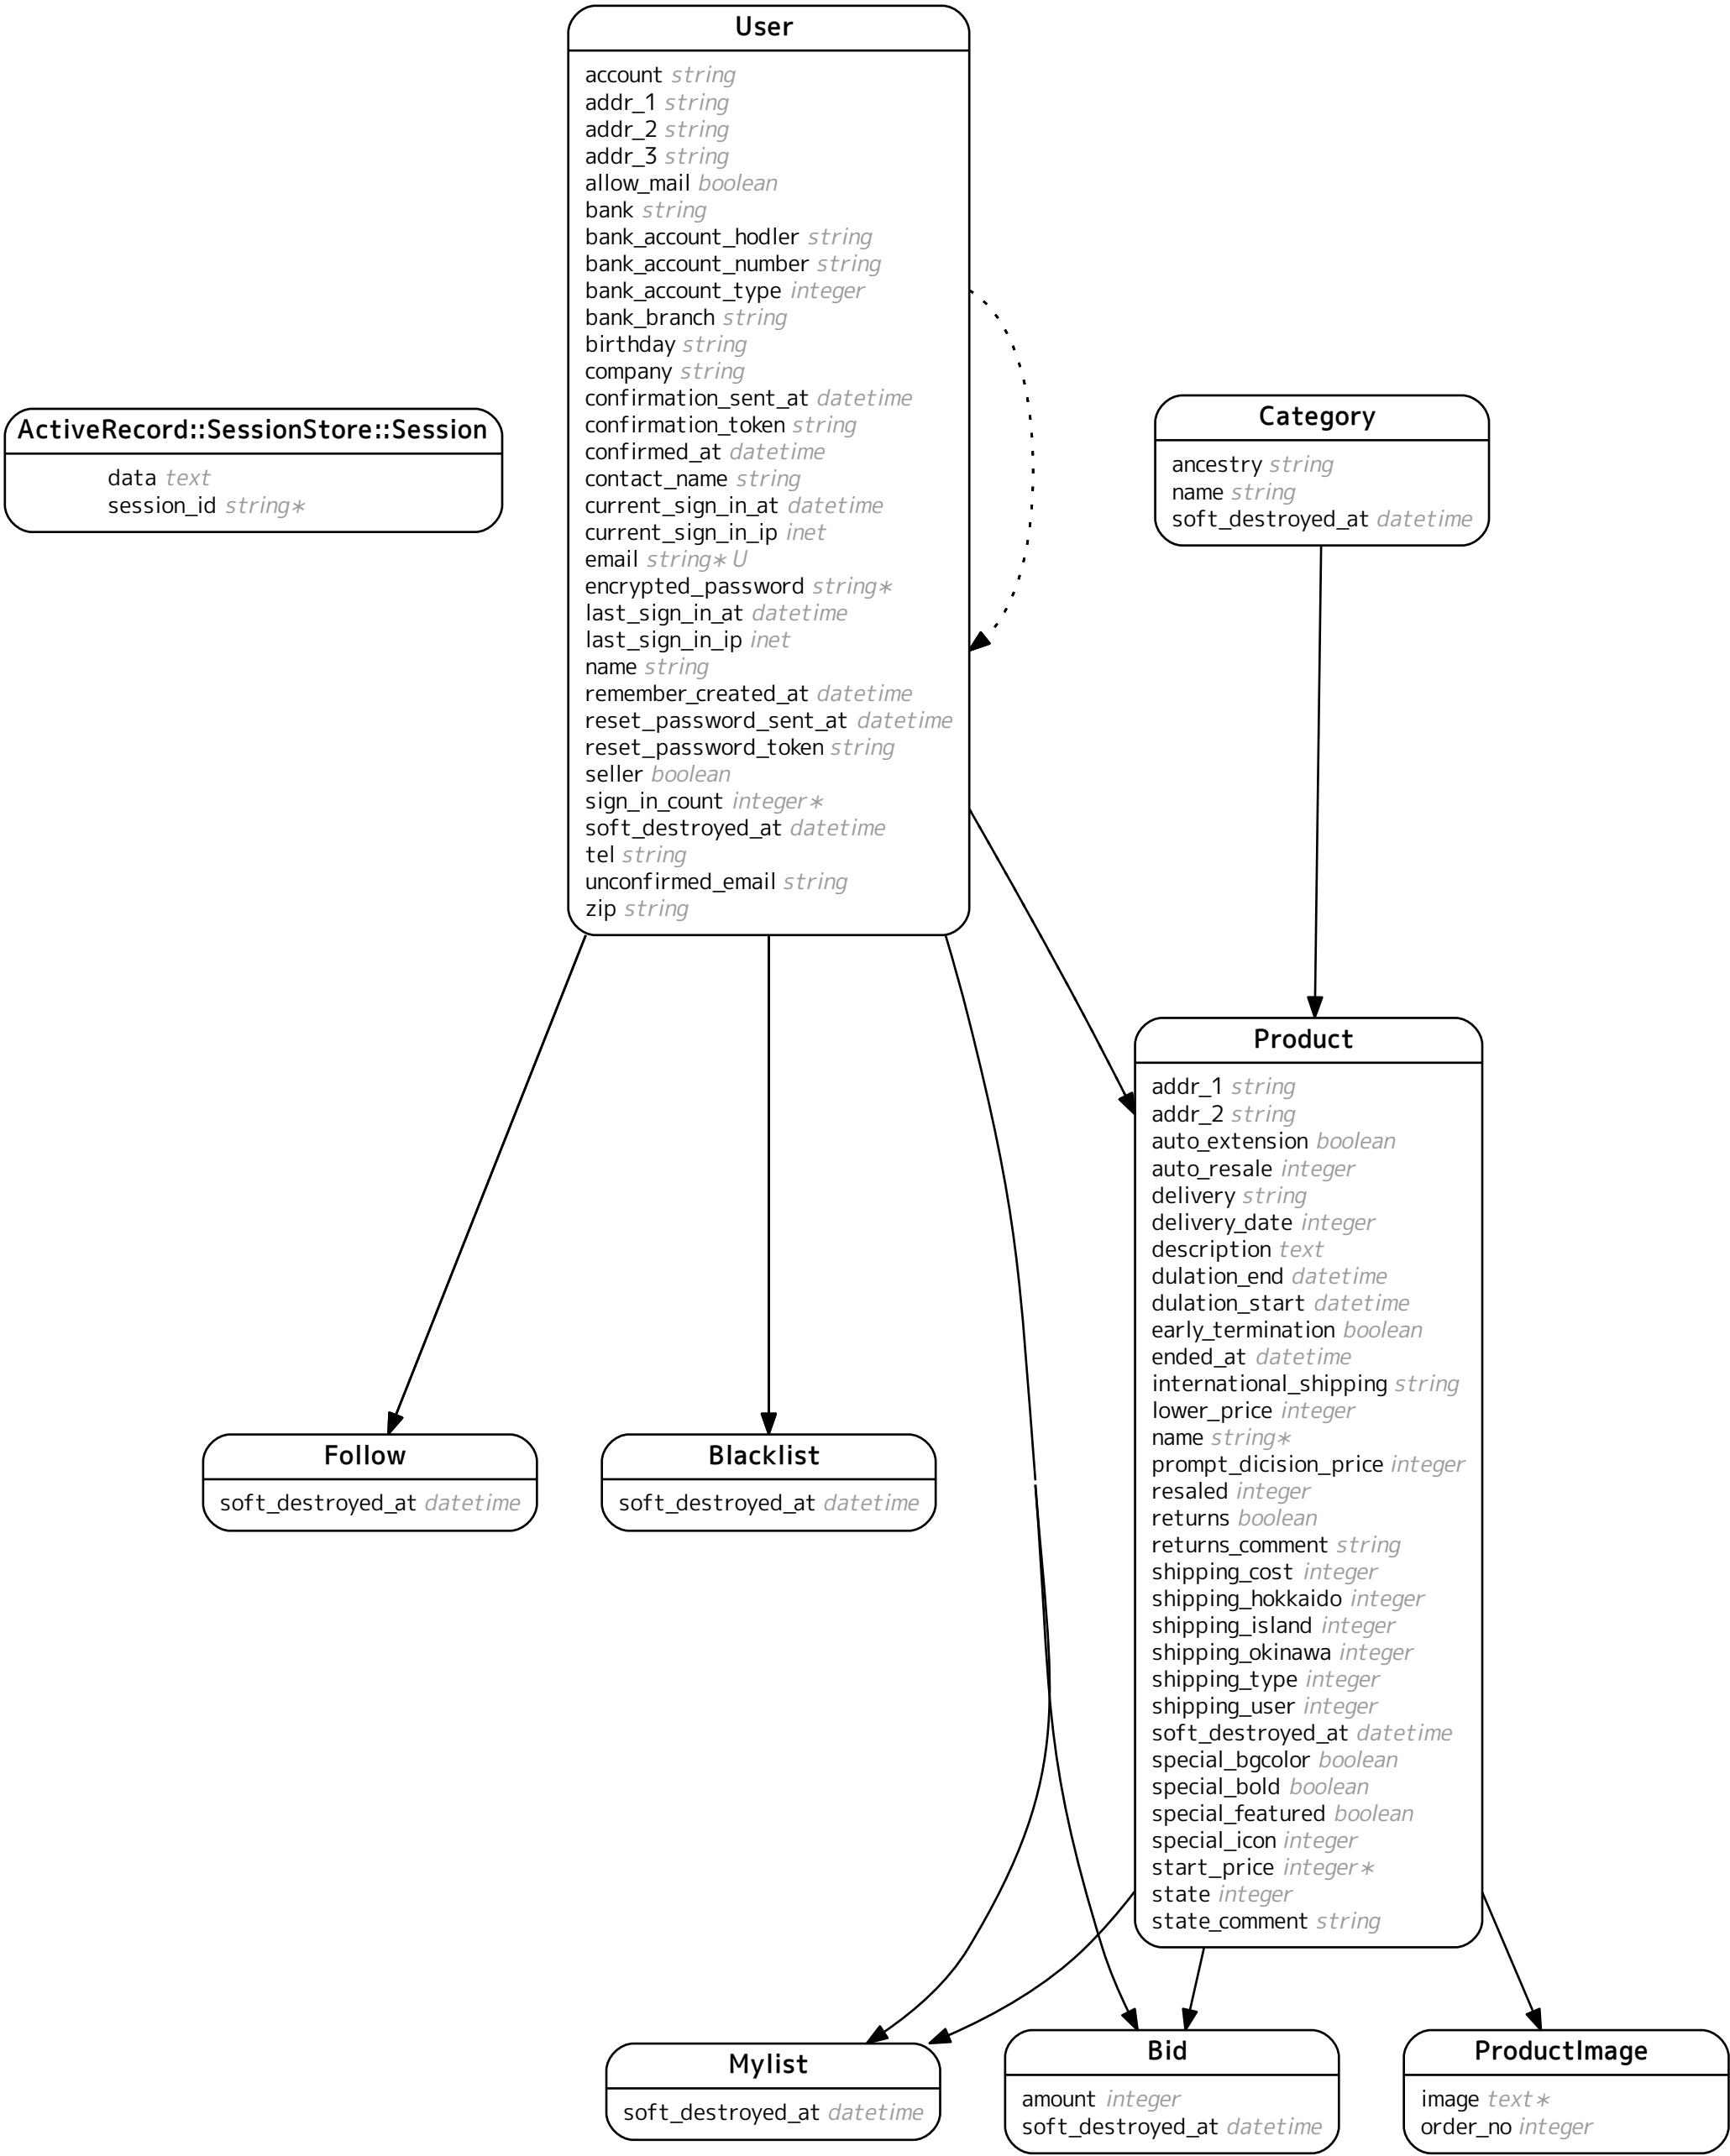 User
account string
addr_1 string
addr_2 string
addr_3 string
allow_mail boolean
bank string
bank_account_hodler string
bank_account_number string
bank_account_type integer
bank_branch string
birthday string
company string
confirmation_sent_at datetime
confirmation_token string
confirmed_at datetime
contact_name string
current_sign_in_at datetime
current_sign_in_ip inet
email string∗ U
encrypted_password string∗
last_sign_in_at datetime
last_sign_in_ip inet
name string
remember_created_at datetime
reset_password_sent_at datetime
reset_password_token string
seller boolean
sign_in_count integer∗
soft_destroyed_at datetime
tel string
unconfirmed_email string
zip string
ActiveRecord::SessionStore::Session
data text
session_id string∗
Category
ancestry string
name string
soft_destroyed_at datetime
Product
addr_1 string
addr_2 string
auto_extension boolean
auto_resale integer
delivery string
delivery_date integer
description text
dulation_end datetime
dulation_start datetime
early_termination boolean
ended_at datetime
international_shipping string
lower_price integer
name string∗
prompt_dicision_price integer
resaled integer
returns boolean
returns_comment string
shipping_cost integer
shipping_hokkaido integer
shipping_island integer
shipping_okinawa integer
shipping_type integer
shipping_user integer
soft_destroyed_at datetime
special_bgcolor boolean
special_bold boolean
special_featured boolean
special_icon integer
start_price integer∗
state integer
state_comment string
Follow
soft_destroyed_at datetime
Blacklist
soft_destroyed_at datetime
Mylist
soft_destroyed_at datetime
Bid
amount integer
soft_destroyed_at datetime
ProductImage
image text∗
order_no integer